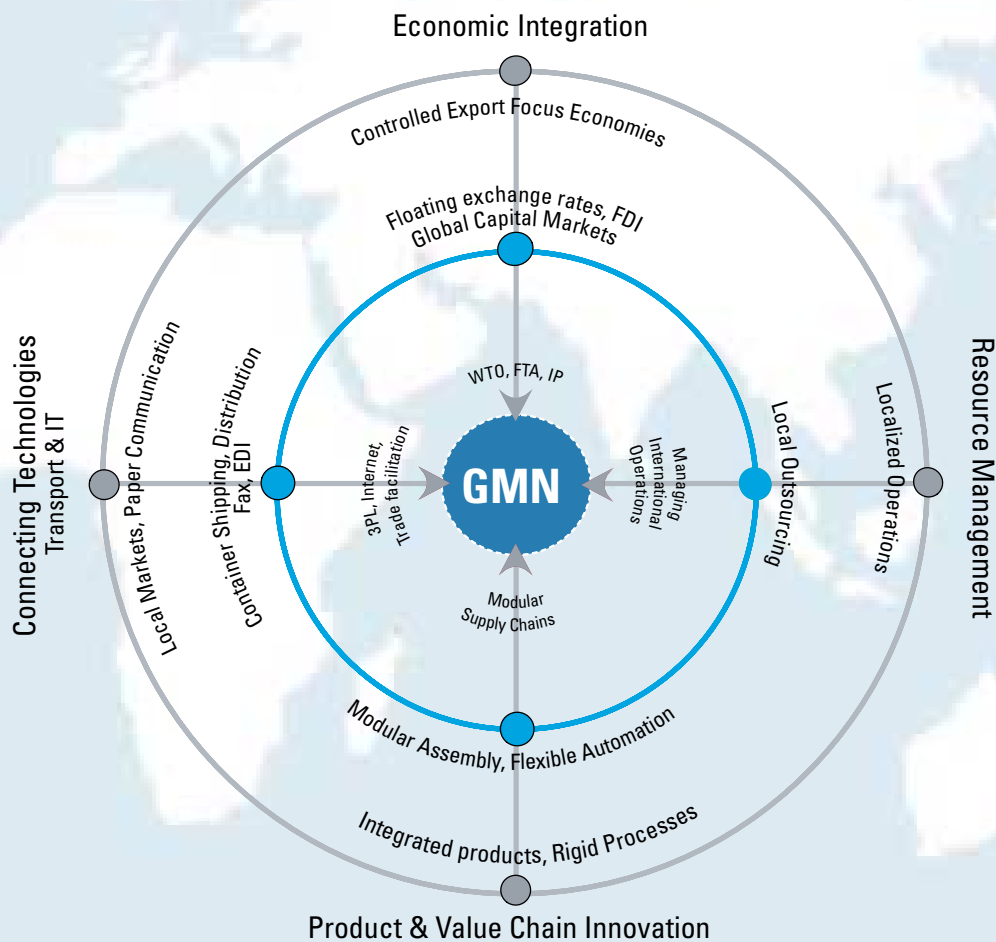 Economic Integration
Controlled Export Focus Economies
Floating exchange rates, FDI
Global Capital Markets
WTO, FTA, IP
Connecting Technologies
Transport & IT
Local Markets, Paper Communication
Container Shipping, Distribution
Fax, EDI
3PL, Internet,
Trade facilitation
GMN
Managing
International
Operations
Local Outsourcing
Localized Operations
Resource Management
Modular
Supply Chains
Modular Assembly, Flexible Automation
Integrated products, Rigid Processes
Product & Value Chain Innovation